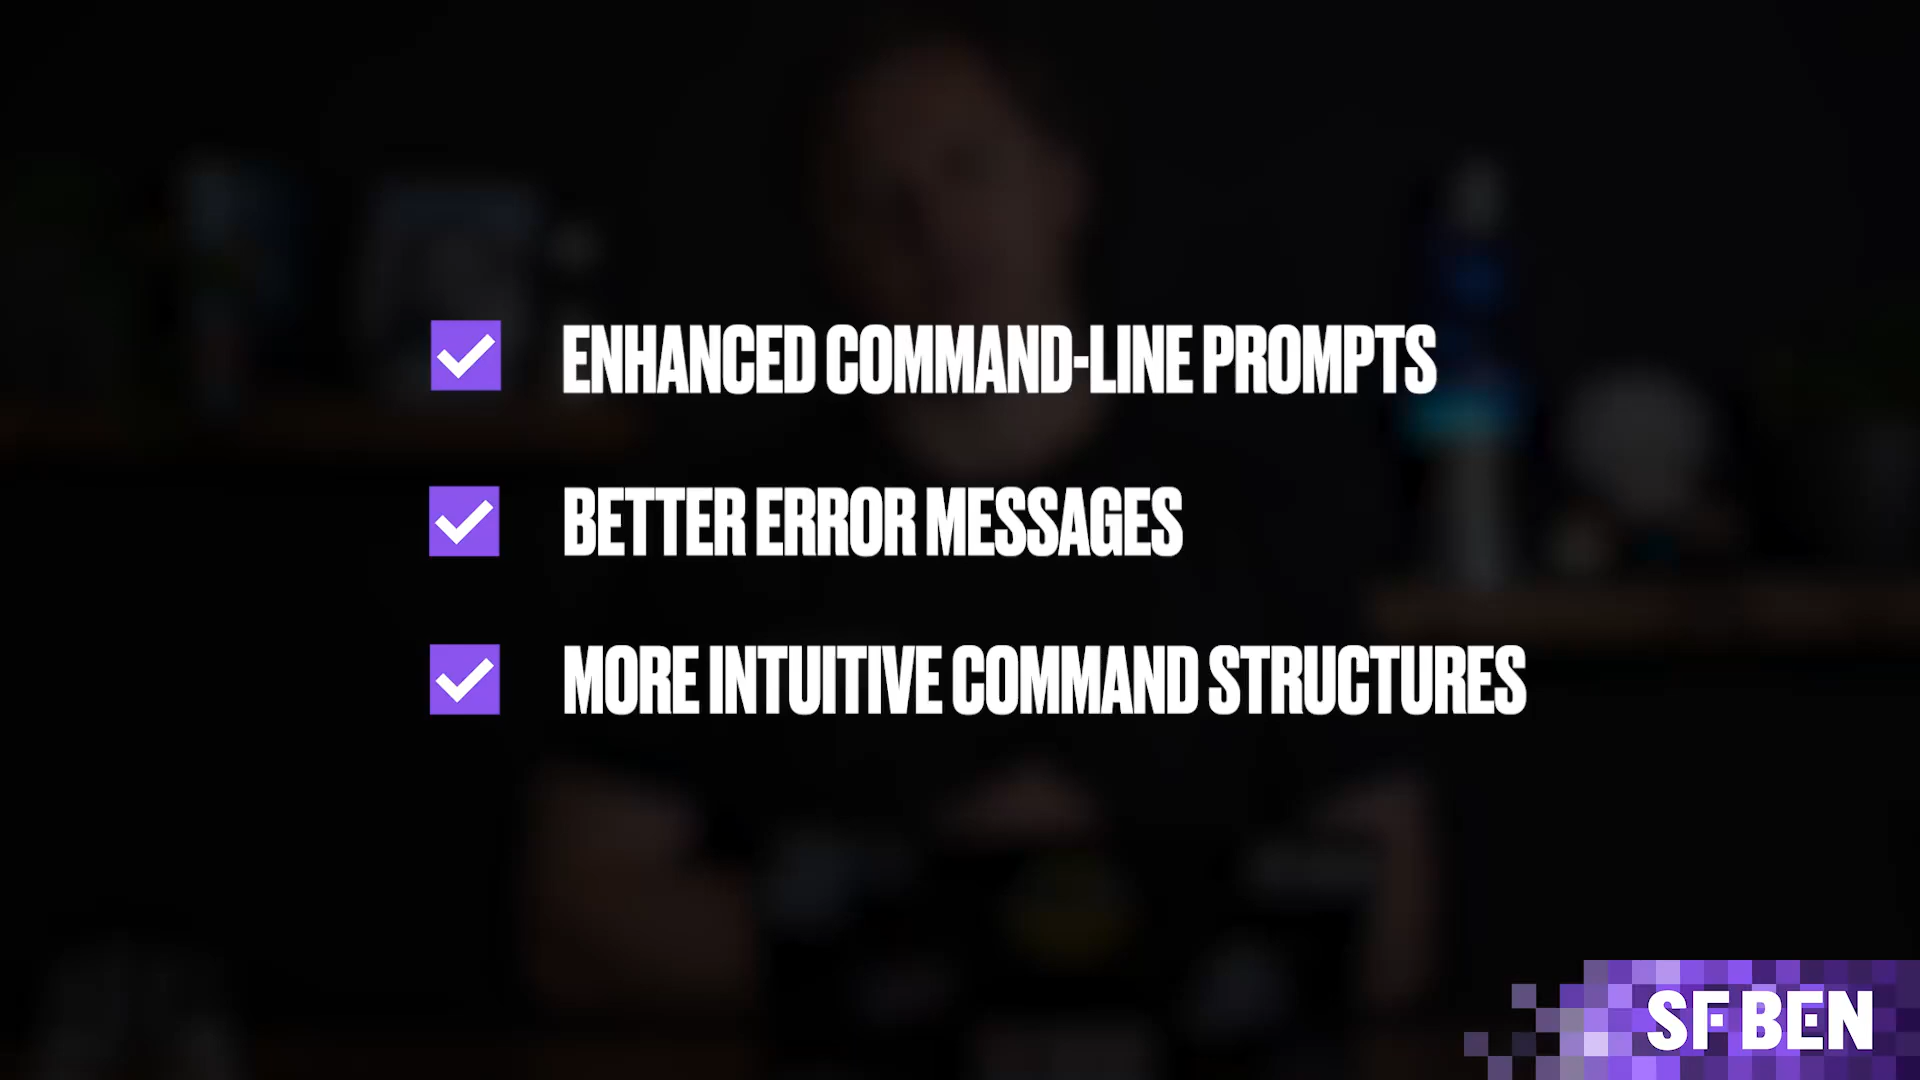 ENHANCED COMMAND-LINE PROMPTS
BETTER ERROR MESSAGES
MORE INTUITIVE COMMAND STRUCTURES
SF BEN